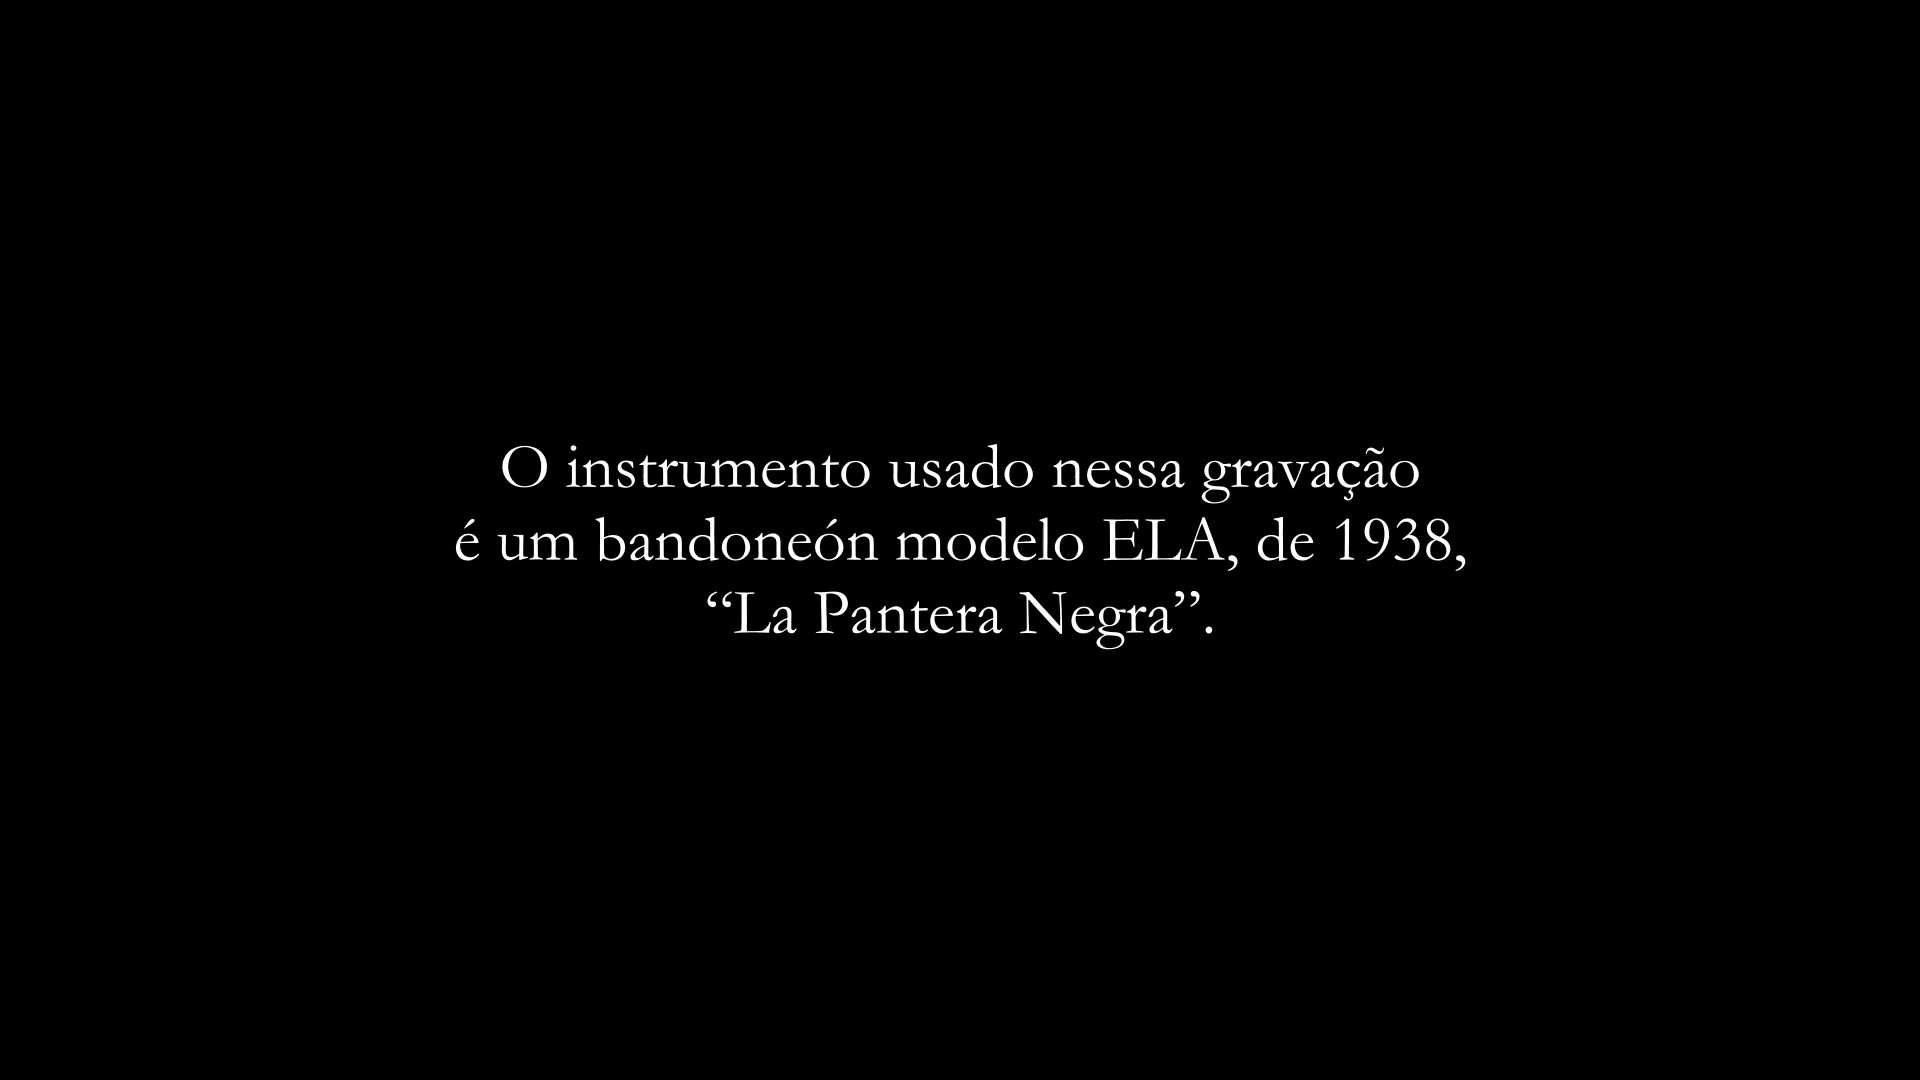 O instrumento usado nessa gravação
é um bandoneón modelo ELA, de 1938,
“La Pantera Negra”.